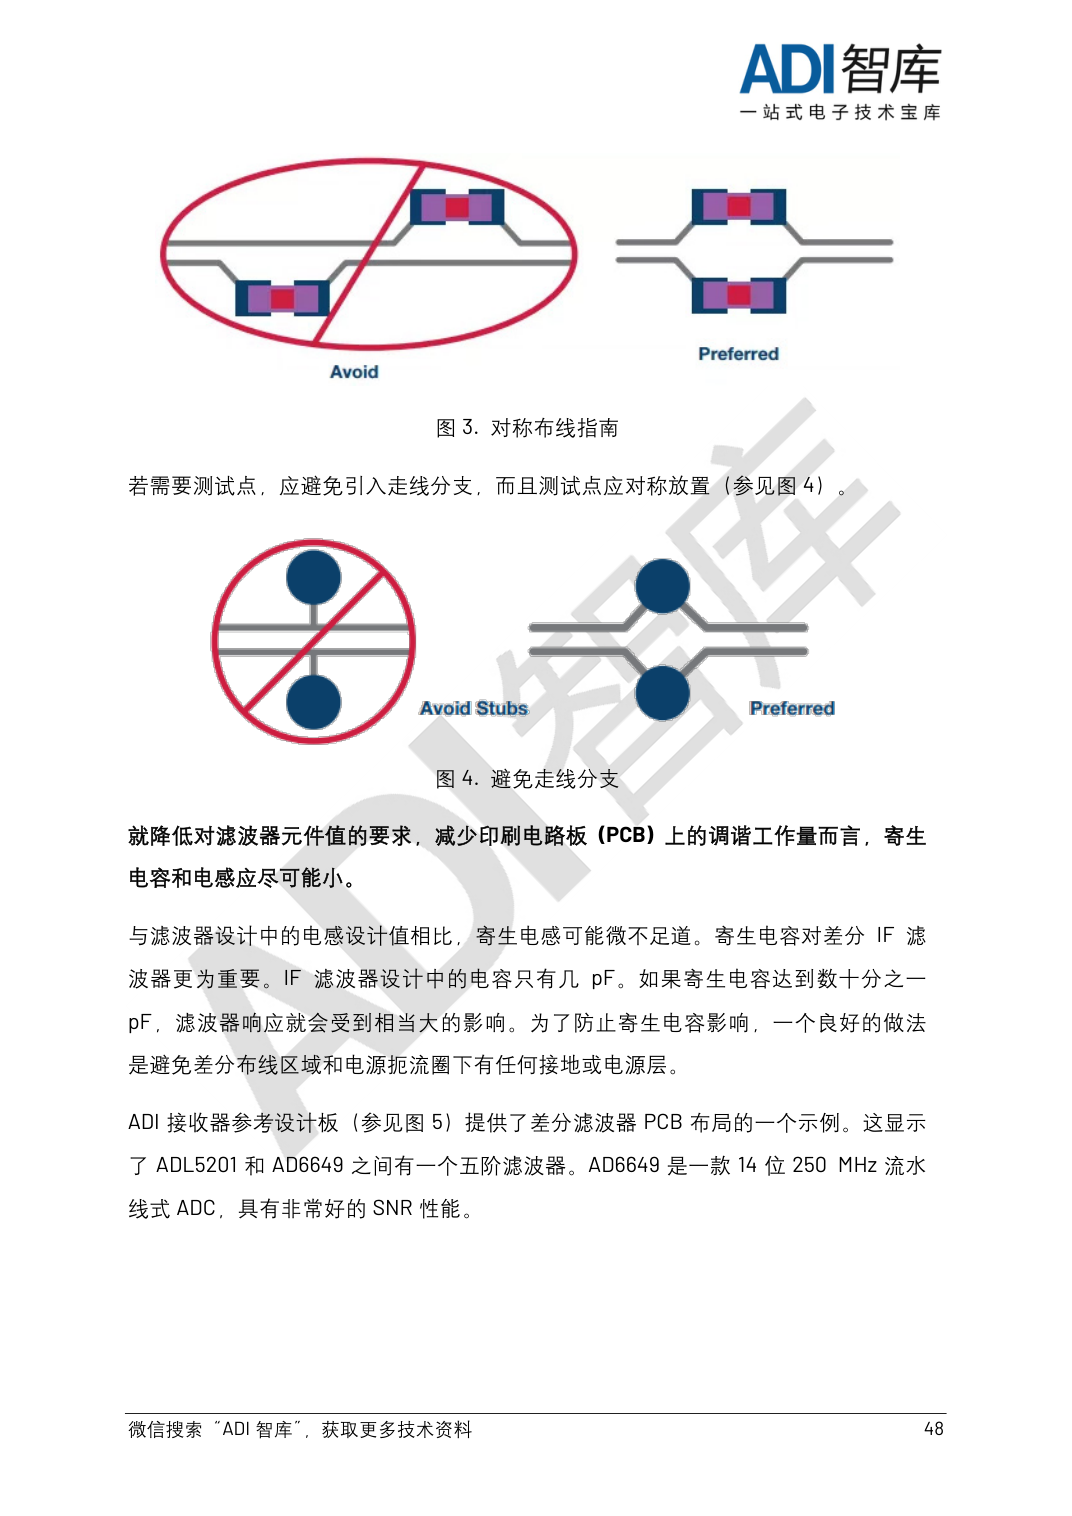 ADI智库
一站式电子技术宝库
Avoid
Preferred
图 3. 对称布线指南
若需要测试点，应避免引入走线分支，而且测试点应对称放置（参见图 4）。
Avoid Stubs
Preferred
图 4. 避免走线分支
就降低对滤波器元件值的要求，减少印刷电路板 (PCB) 上的调谐工作量而言，寄生
电容和电感应尽可能小。
与滤波器设计中的电感设计值相比，寄生电感可能微不足道。寄生电容对差分 IF 滤
波器更为重要。IF 滤波器设计中的电容只有几 pF。如果寄生电容达到数十分之一
pF，滤波器响应就会受到相当大的影响。为了防止寄生电容影响，一个良好的做法
是避免差分布线区域和电源扼流圈下有任何接地或电源层。
ADI 接收器参考设计板（参见图 5）提供了差分滤波器 PCB 布局的一个示例。这显示
了 ADL5201 和 AD6649 之间有一个五阶滤波器。AD6649 是一款 14 位 250 MHz 流水
线式 ADC，具有非常好的 SNR 性能。
ADI智库
微信搜索“ADI 智库”，获取更多技术资料 48